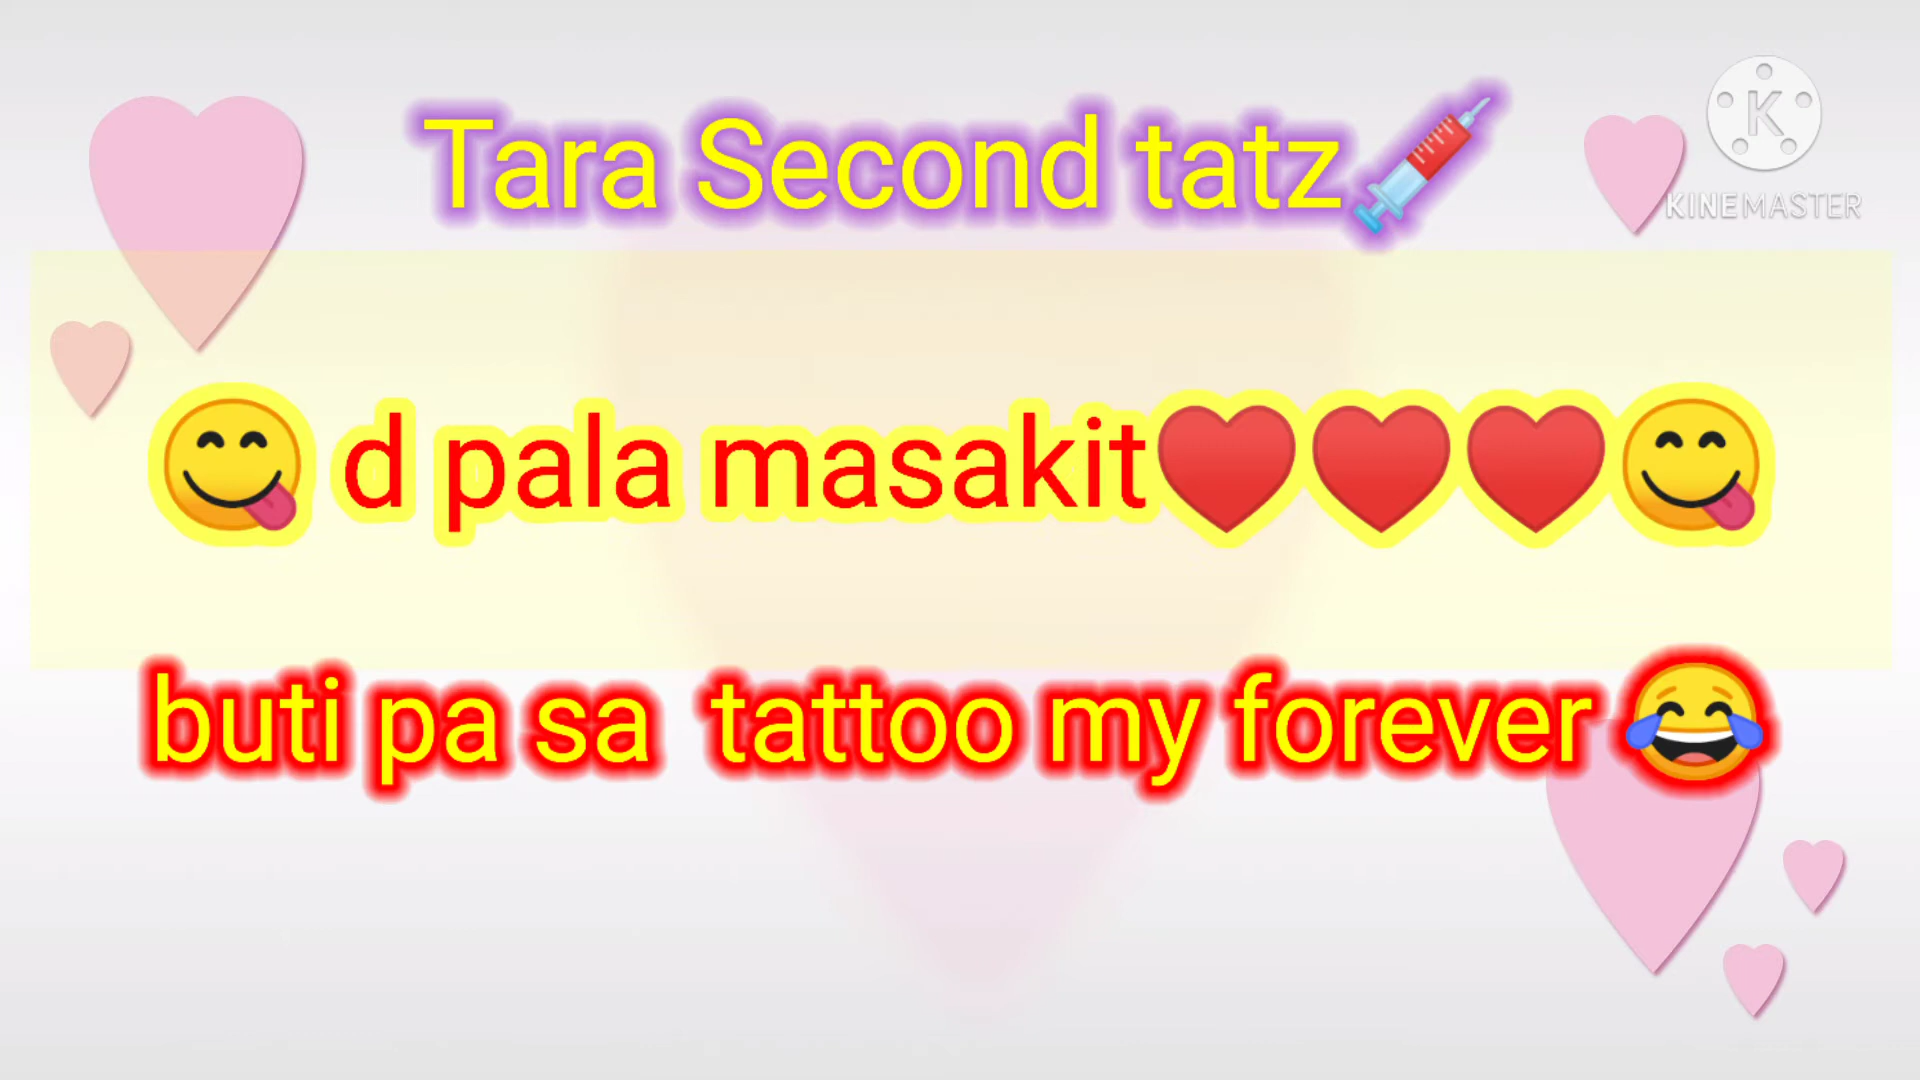 Tara Second tatz💉
KINEMASTER
😋 d pala masakit♥️♥️♥️😋
buti pa sa tattoo my forever 😂